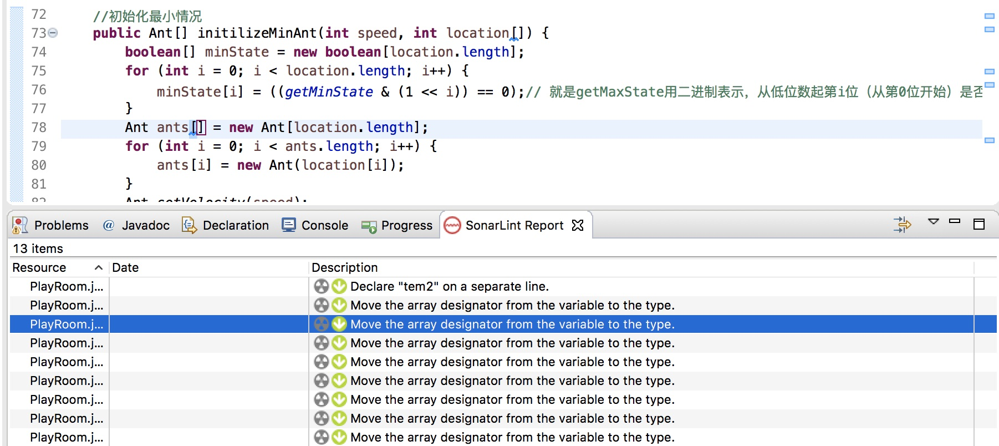 72 //初始化最小情况
73 public Ant[] initilizeMinAnt(int speed, int location[]) {
74 boolean[] minState = new boolean[location.length];
75 for (int i = 0; i < location.length; i++) {
76 minState[i] = ((getMinState & (1 << i)) == 0);// 就是getMaxState用二进制表示，从低位数起第i位（从第0位开始）是否
77 }
78 Ant ants[] = new Ant[location.length];
79 for (int i = 0; i < ants.length; i++) {
80 ants[i] = new Ant(location[i]);
81 }
82 Ant.setVelocity(speed);
Problems @ Javadoc Declaration Console Progress SonarLint Report
13 items
Resource Date Description
PlayRoom.j... Declare "tem2" on a separate line.
PlayRoom.j... Move the array designator from the variable to the type.
PlayRoom.j... Move the array designator from the variable to the type.
PlayRoom.j... Move the array designator from the variable to the type.
PlayRoom.j... Move the array designator from the variable to the type.
PlayRoom.j... Move the array designator from the variable to the type.
PlayRoom.j... Move the array designator from the variable to the type.
PlayRoom.j... Move the array designator from the variable to the type.
PlayRoom.j... Move the array designator from the variable to the type.